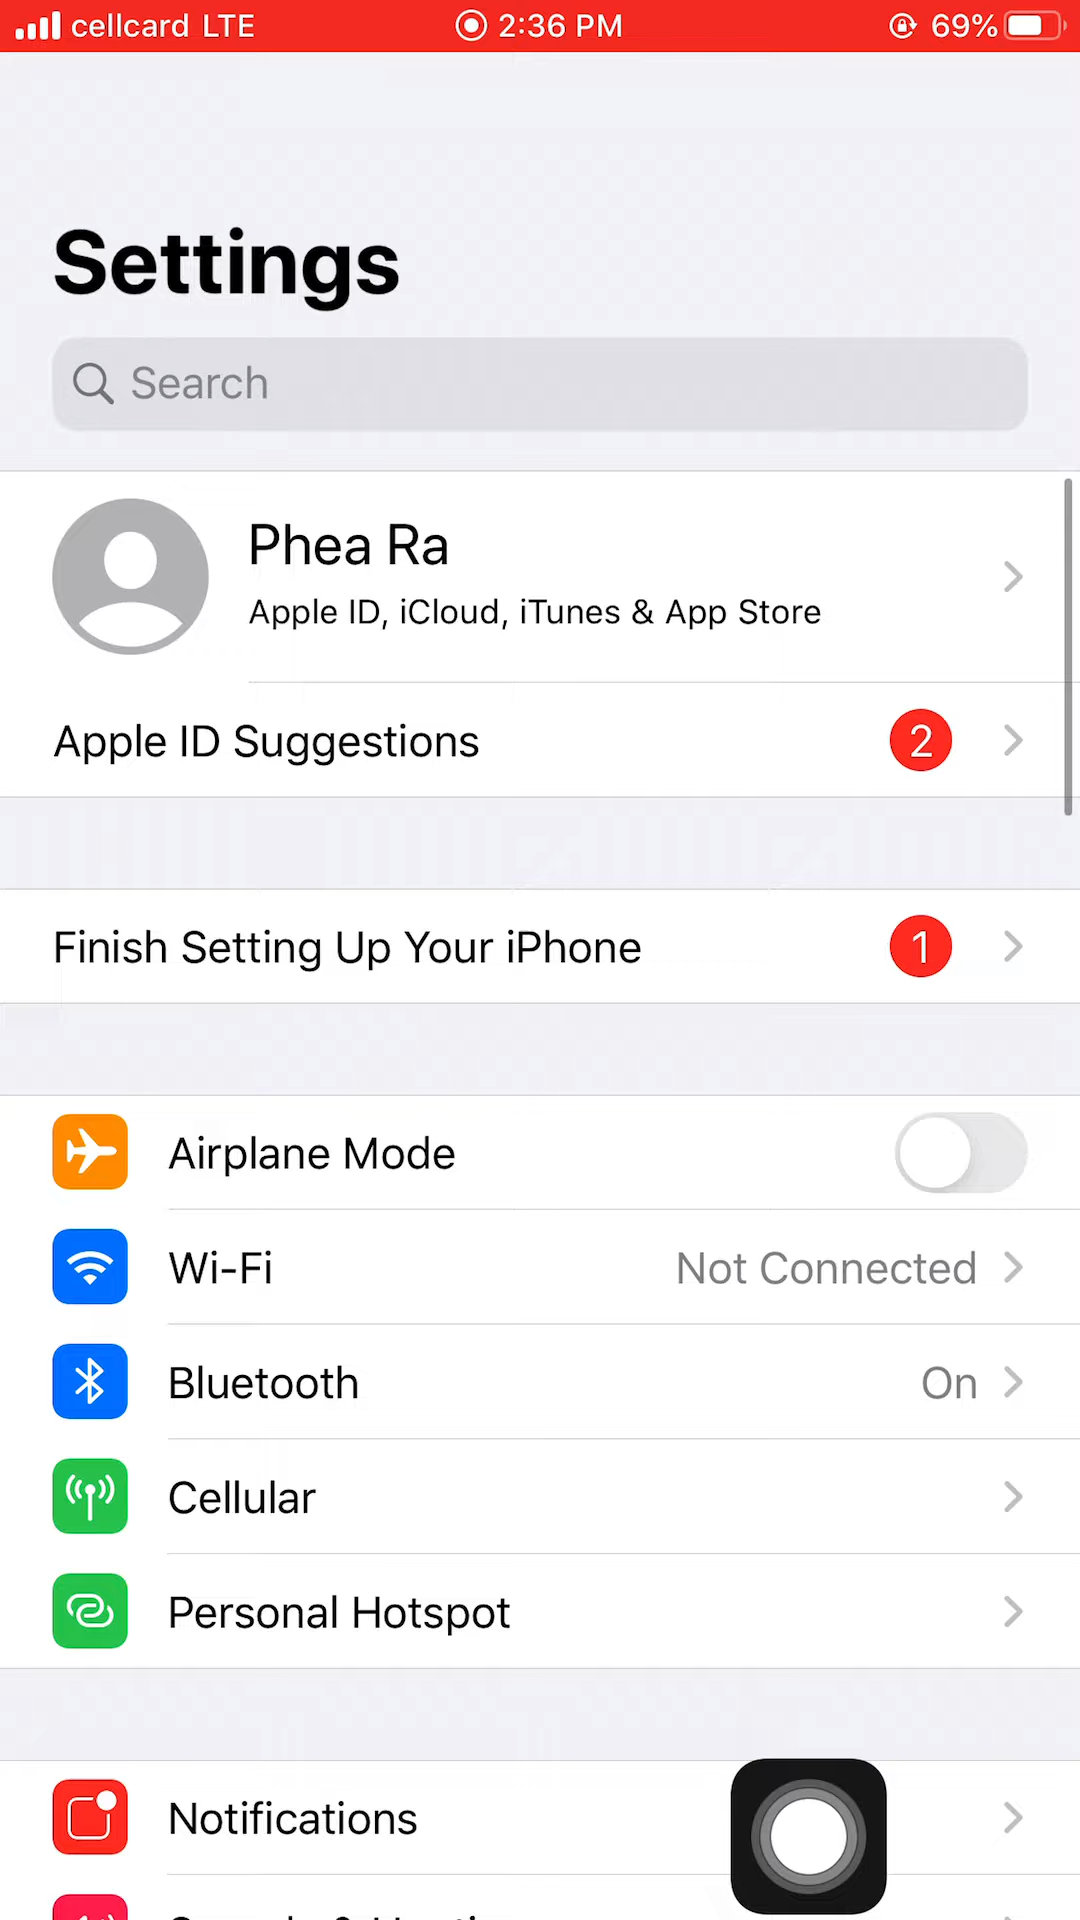 cellcard LTE 2:36 PM 69%
Settings
Search
Phea Ra
Apple ID, iCloud, iTunes & App Store
Apple ID Suggestions 2
Finish Setting Up Your iPhone 1
Airplane Mode
Wi-Fi Not Connected
Bluetooth On
Cellular
Personal Hotspot
Notifications